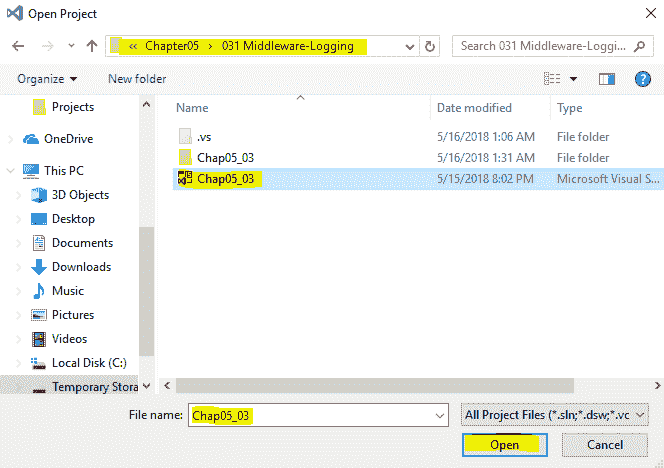 Open Project
« Chapter05 › 031 Middleware-Logging
Search 031 Middleware-Loggi...
Organize
New folder
Projects
OneDrive
This PC
3D Objects
Desktop
Documents
Downloads
Music
Pictures
Videos
Local Disk (C:)
Temporary Stora
Name Date modified Type
.vs 5/16/2018 1:06 AM File folder
Chap05_03 5/16/2018 1:31 AM File folder
Chap05_03 5/15/2018 8:02 PM Microsoft Visual S...
File name: Chap05_03 All Project Files (*.sln;*.dsw;*.vc
Open Cancel